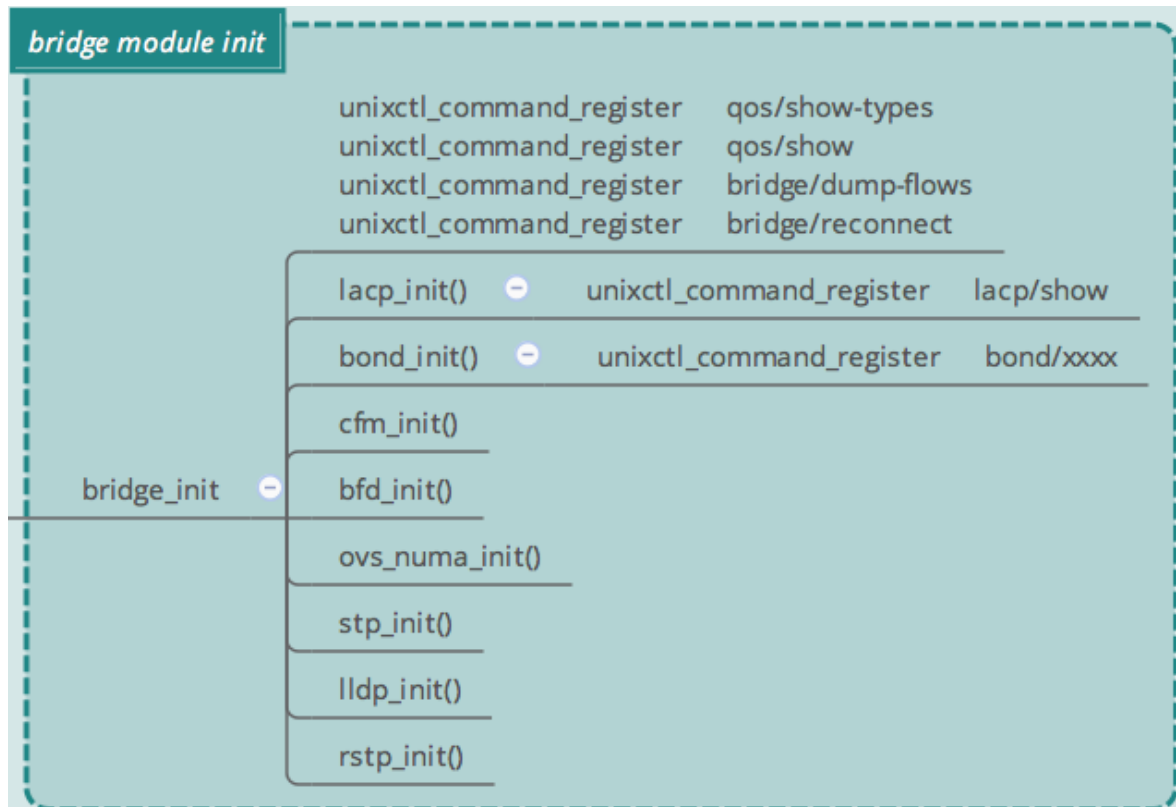 bridge module init
unixctl_command_register qos/show-types
unixctl_command_register qos/show
unixctl_command_register bridge/dump-flows
unixctl_command_register bridge/reconnect
lacp_init() unixctl_command_register lacp/show
bond_init() unixctl_command_register bond/xxxx
cfm_init()
bridge_init
bfd_init()
ovs_numa_init()
stp_init()
lldp_init()
rstp_init()